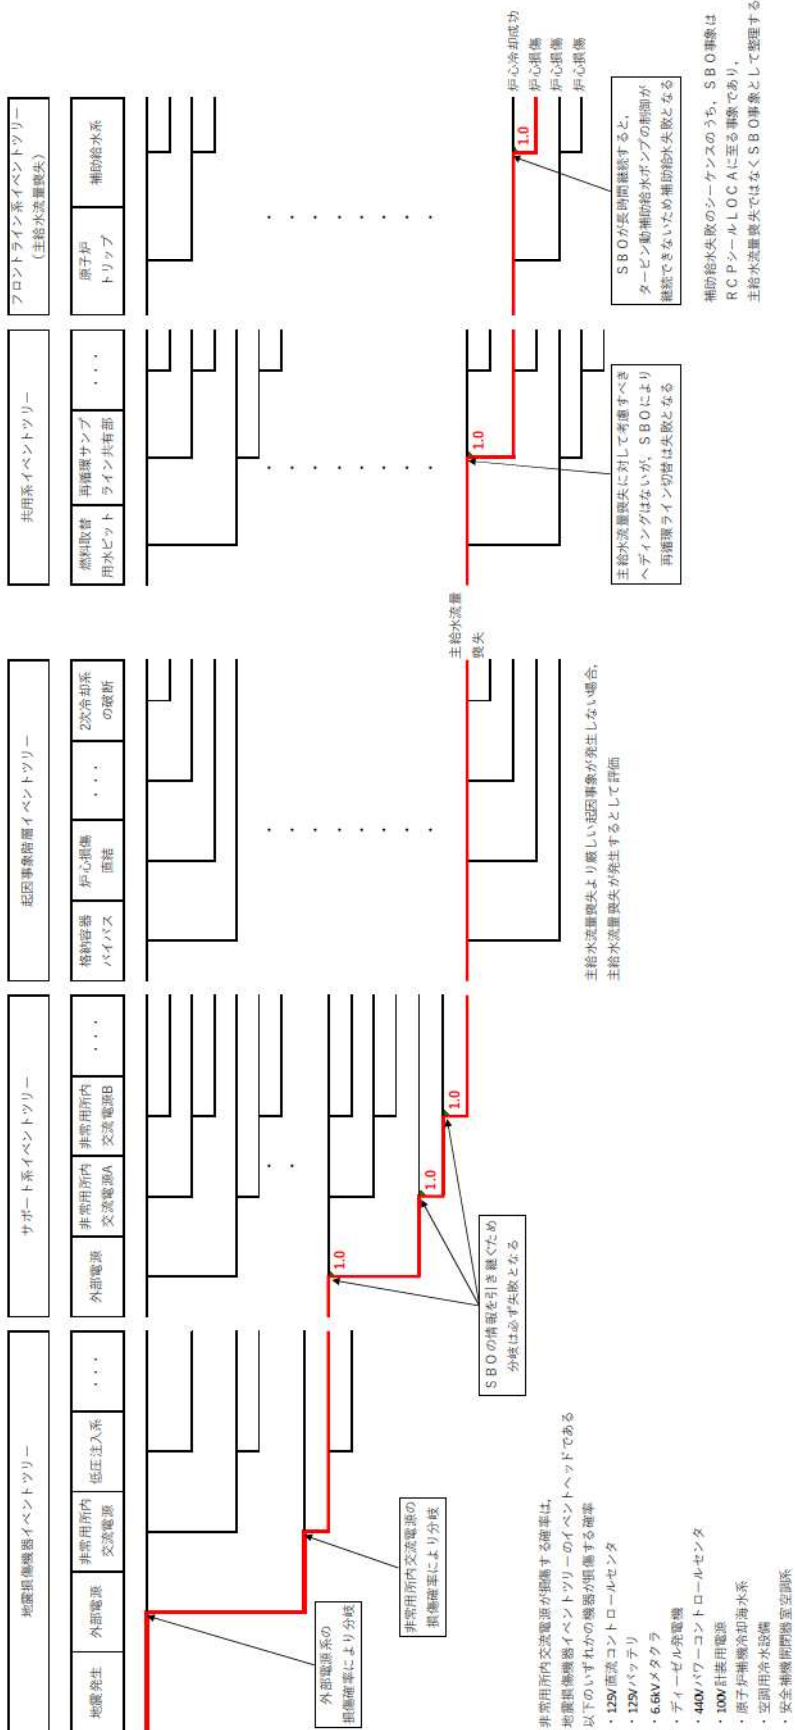 地震損傷機器イベントツリー
地震発生
外部電源
非常用所内
交流電源
低圧注入系
・・・
サポート系イベントツリー
外部電源
非常用所内
交流電源A
非常用所内
交流電源B
・・・
起因事象階層イベントツリー
格納容器
バイパス
炉心損傷
直結
・・・
2次冷却系
の破断
共用系イベントツリー
燃料取替
用水ピット
再循環サンプ
ライン共有部
・・・
フロントライン系イベントツリー
(主給水流量喪失)
原子炉
トリップ
補助給水系
外部電源系の
損傷確率により分岐
非常用所内交流電源の
損傷確率により分岐
1.0
1.0
1.0
SBOの情報を引き継ぐため
分岐は必ず失敗となる
主給水流量
喪失
主給水流量喪失より厳しい起因事象が発生しない場合,
主給水流量喪失が発生するとして評価
1.0
主給水流量喪失に対して考慮すべき
ヘディングはないが、SBOにより
再循環ライン切替は失敗となる
1.0
炉心冷却成功
炉心損傷
炉心損傷
炉心損傷
SBOが長時間継続すると,
タービン動補助給水ポンプの制御が
継続できないため補助給水失敗となる
補助給水失敗のシーケンスのうち、SBO事象は
RCPシールLOCAに至る事象であり,
主給水流量喪失ではなくSBO事象として整理する
非常用所内交流電源が損傷する確率は,
地震損傷機器イベントツリーのイベントヘッドである
以下のいずれかの機器が損傷する確率
・125V直流コントロールセンタ
・125Vバッテリ
・6.6kVメタクラ
・ディーゼル発電機
・440Vパワーコントロールセンタ
・100V計装用電源
・原子炉補機冷却海水系
・空調用冷水設備
・安全補機開閉器室空調系